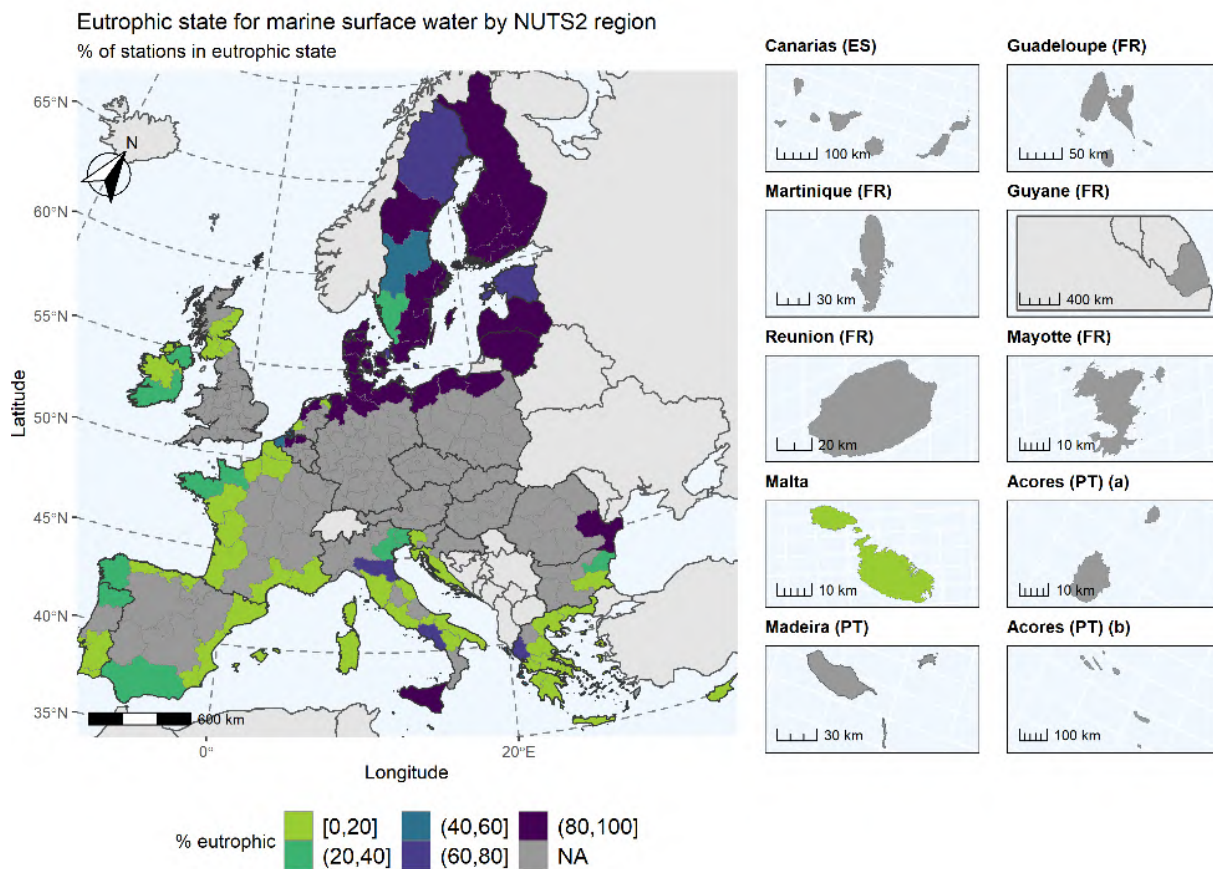 Eutrophic state for marine surface water by NUTS2 region
% of stations in eutrophic state
65°N
60°N
55°N
50°N
45°N
40°N
35°N
Latitude
N
600 km
0°
20°E
Longitude
Canarias (ES)
100 km
Guadeloupe (FR)
50 km
Martinique (FR)
30 km
Guyane (FR)
400 km
Reunion (FR)
20 km
Mayotte (FR)
10 km
Malta
10 km
Acores (PT) (a)
10 km
Madeira (PT)
30 km
Acores (PT) (b)
100 km
% eutrophic
[0,20]
(20,40]
(40,60]
(60,80]
(80,100]
NA